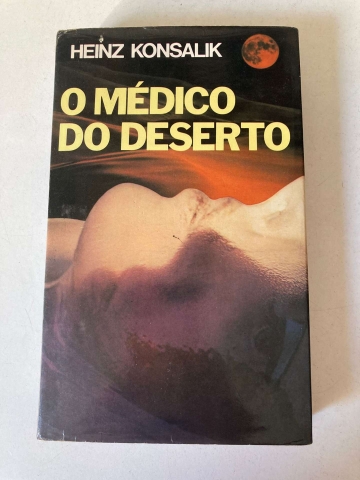 HEINZ KONSALIK
O MÉDICO
DO DESERTO